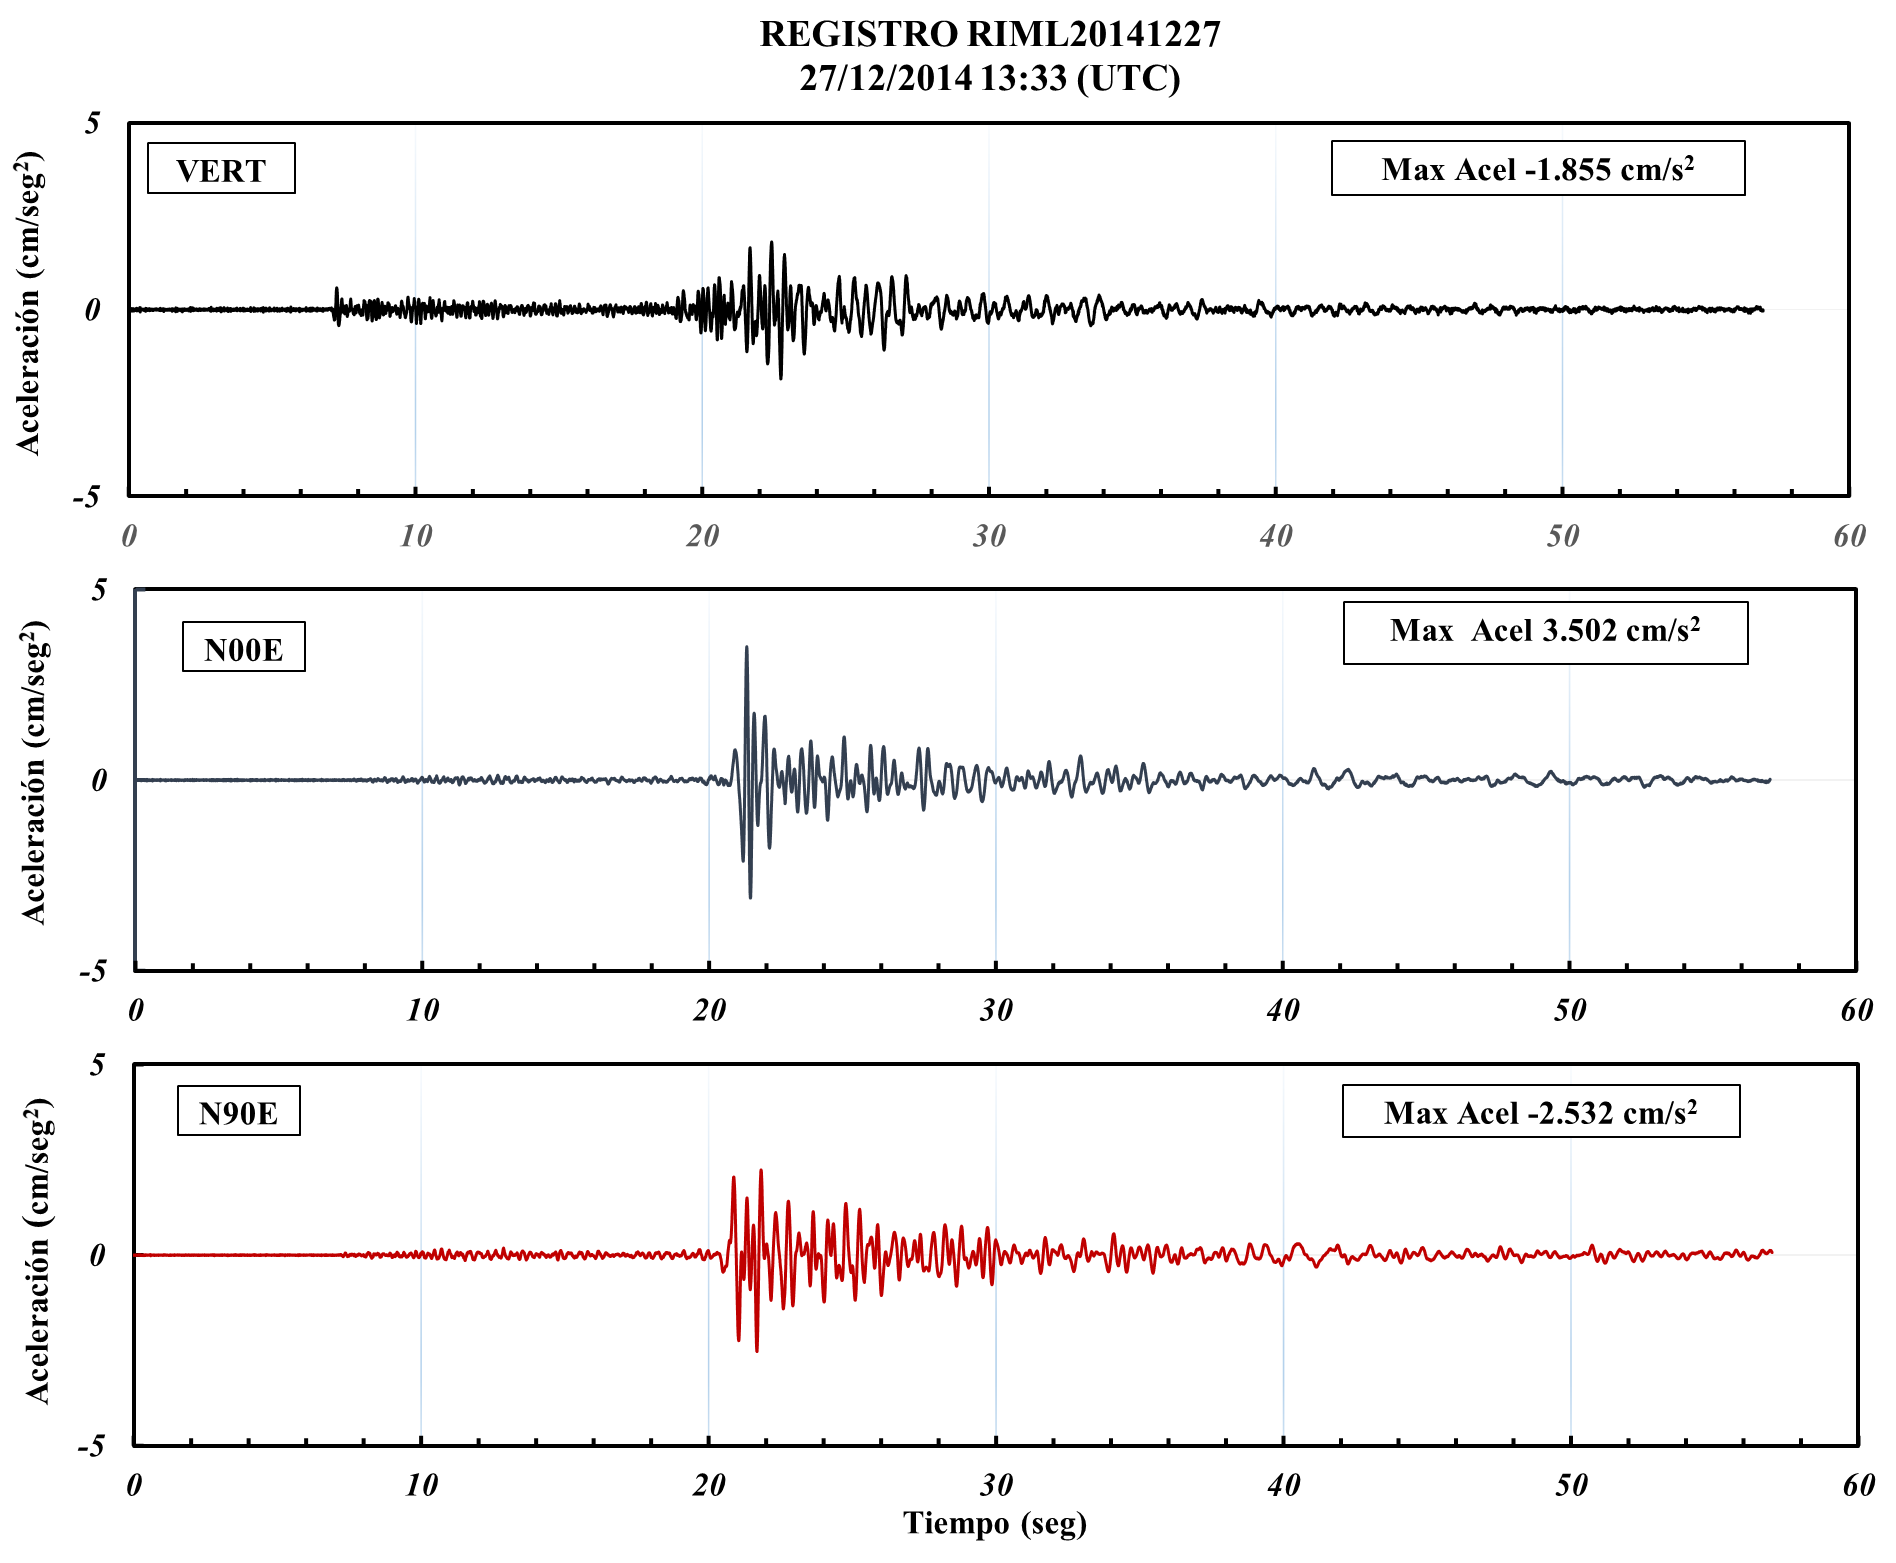 REGISTRO RIML20141227
27/12/2014 13:33 (UTC)
Aceleración (cm/seg²)
5
0
-5
VERT
Max Acel -1.855 cm/s²
0 10 20 30 40 50 60
Aceleración (cm/seg²)
5
0
-5
N00E
Max Acel 3.502 cm/s²
0 10 20 30 40 50 60
Aceleración (cm/seg²)
5
0
-5
N90E
Max Acel -2.532 cm/s²
0 10 20 30 40 50 60
Tiempo (seg)